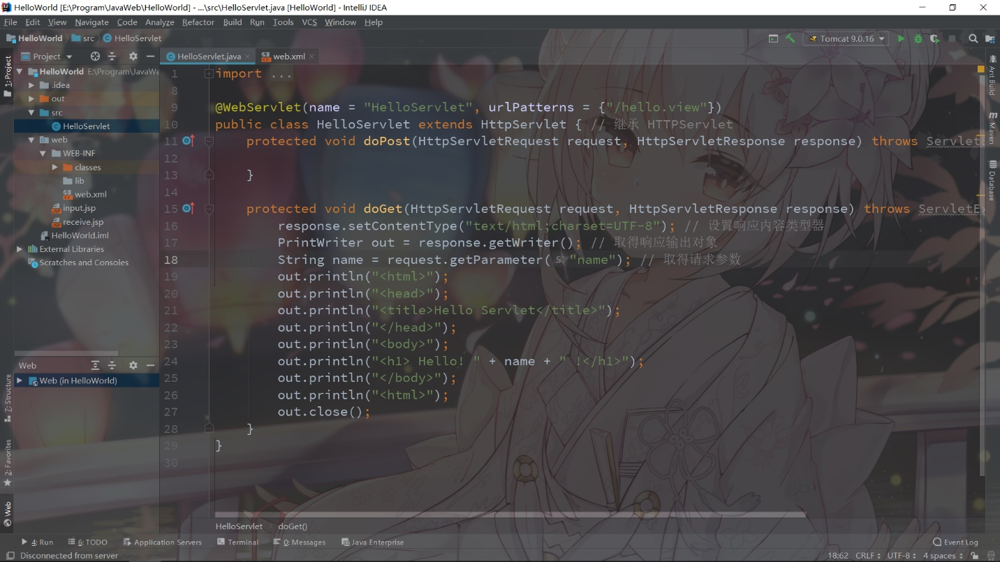 HelloWorld [E:\Program\JavaWeb\HelloWorld] - ...\src\HelloServlet.java [HelloWorld] - IntelliJ IDEA
File Edit View Navigate Code Analyze Refactor Build Run Tools VCS Window Help
HelloWorld src HelloServlet
Tomcat 9.0.16
1: Project
Project
HelloServlet.java
web.xml
HelloWorld E:\Program\JavaWe
.idea
out
src
HelloServlet
web
WEB-INF
classes
lib
web.xml
input.jsp
receive.jsp
HelloWorld.iml
External Libraries
Scratches and Consoles
Web
Web (in HelloWorld)
Z: Structure
2: Favorites
Web
1 import ...
8
9 @WebServlet(name = "HelloServlet", urlPatterns = {"/hello.view"})
10 public class HelloServlet extends HttpServlet { // 继承 HTTPServlet
11 protected void doPost(HttpServletRequest request, HttpServletResponse response) throws ServletE
12
13 }
14
15 protected void doGet(HttpServletRequest request, HttpServletResponse response) throws ServletEx
16 response.setContentType("text/html;charset=UTF-8"); // 设置响应内容类型器
17 PrintWriter out = response.getWriter(); // 取得响应输出对象
18 String name = request.getParameter( s: "name"); // 取得请求参数
19 out.println("<html>");
20 out.println("<head>");
21 out.println("<title>Hello Servlet</title>");
22 out.println("</head>");
23 out.println("<body>");
24 out.println("<h1> Hello! " + name + " !</h1>");
25 out.println("</body>");
26 out.println("<html>");
27 out.close();
28 }
29 }
30
Ant Build
Maven
Database
HelloServlet doGet()
4: Run 6: TODO Application Servers Terminal 0: Messages Java Enterprise Event Log
Disconnected from server 18:62 CRLF UTF-8 4 spaces